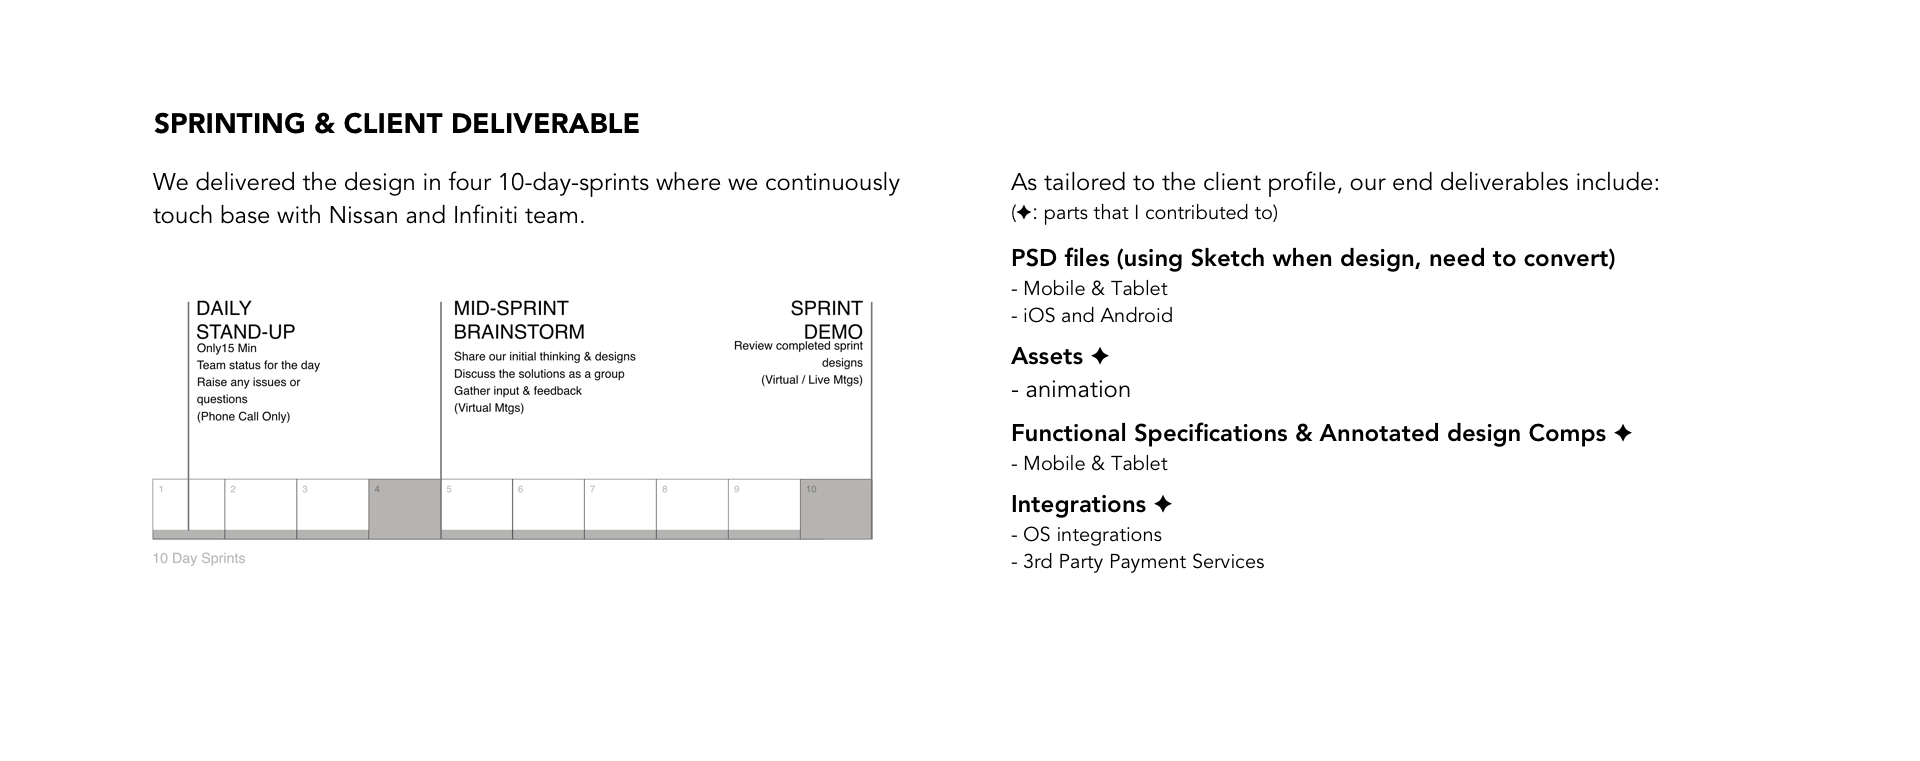 SPRINTING & CLIENT DELIVERABLE
We delivered the design in four 10-day-sprints where we continuously
touch base with Nissan and Infiniti team.
DAILY
STAND-UP
Only15 Min
Team status for the day
Raise any issues or
questions
(Phone Call Only)
MID-SPRINT
BRAINSTORM
Share our initial thinking & designs
Discuss the solutions as a group
Gather input & feedback
(Virtual Mtgs)
SPRINT
DEMO
Review completed sprint
designs
(Virtual / Live Mtgs)
1 2 3 4 5 6 7 8 9 10
10 Day Sprints
As tailored to the client profile, our end deliverables include:
(✦: parts that I contributed to)
PSD files (using Sketch when design, need to convert)
- Mobile & Tablet
- iOS and Android
Assets ✦
- animation
Functional Specifications & Annotated design Comps ✦
- Mobile & Tablet
Integrations ✦
- OS integrations
- 3rd Party Payment Services